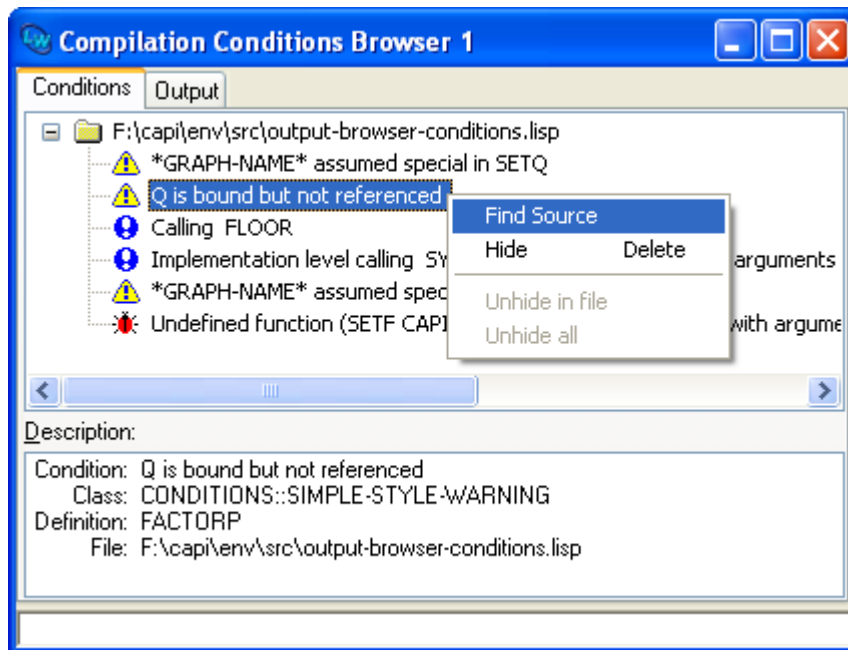 Compilation Conditions Browser 1
Conditions Output
F:\capi\env\src\output-browser-conditions.lisp
*GRAPH-NAME* assumed special in SETQ
Q is bound but not referenced
Calling FLOOR
Implementation level calling SY arguments
*GRAPH-NAME* assumed spec
Undefined function (SETF CAPI with argume
Find Source
Hide Delete
Unhide in file
Unhide all
Description:
Condition: Q is bound but not referenced
Class: CONDITIONS::SIMPLE-STYLE-WARNING
Definition: FACTORP
File: F:\capi\env\src\output-browser-conditions.lisp